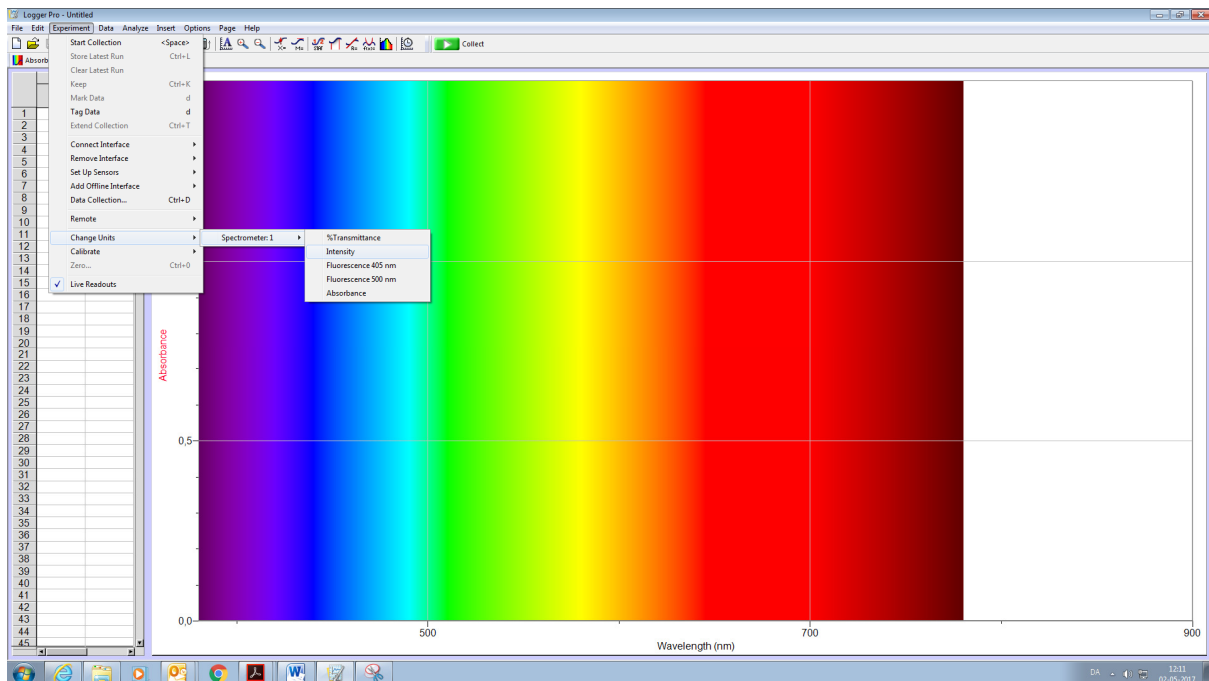 Logger Pro - Untitled
File Edit Experiment Data Analyze Insert Options Page Help
Collect
Absorb
Start Collection <Space>
Store Latest Run Ctrl+L
Clear Latest Run
Keep Ctrl+K
Mark Data d
Tag Data d
Extend Collection Ctrl+T
Connect Interface
Remove Interface
Set Up Sensors
Add Offline Interface
Data Collection... Ctrl+D
Remote
Change Units
Calibrate
Zero... Ctrl+0
Live Readouts
Spectrometer: 1
%Transmittance
Intensity
Fluorescence 405 nm
Fluorescence 500 nm
Absorbance
1
2
3
4
5
6
7
8
9
10
11
12
13
14
15
16
17
18
19
20
21
22
23
24
25
26
27
28
29
30
31
32
33
34
35
36
37
38
39
40
41
42
43
44
45
Absorbance
0,5
0,0
500
700
900
Wavelength (nm)
DA
12:11
02-05-2017